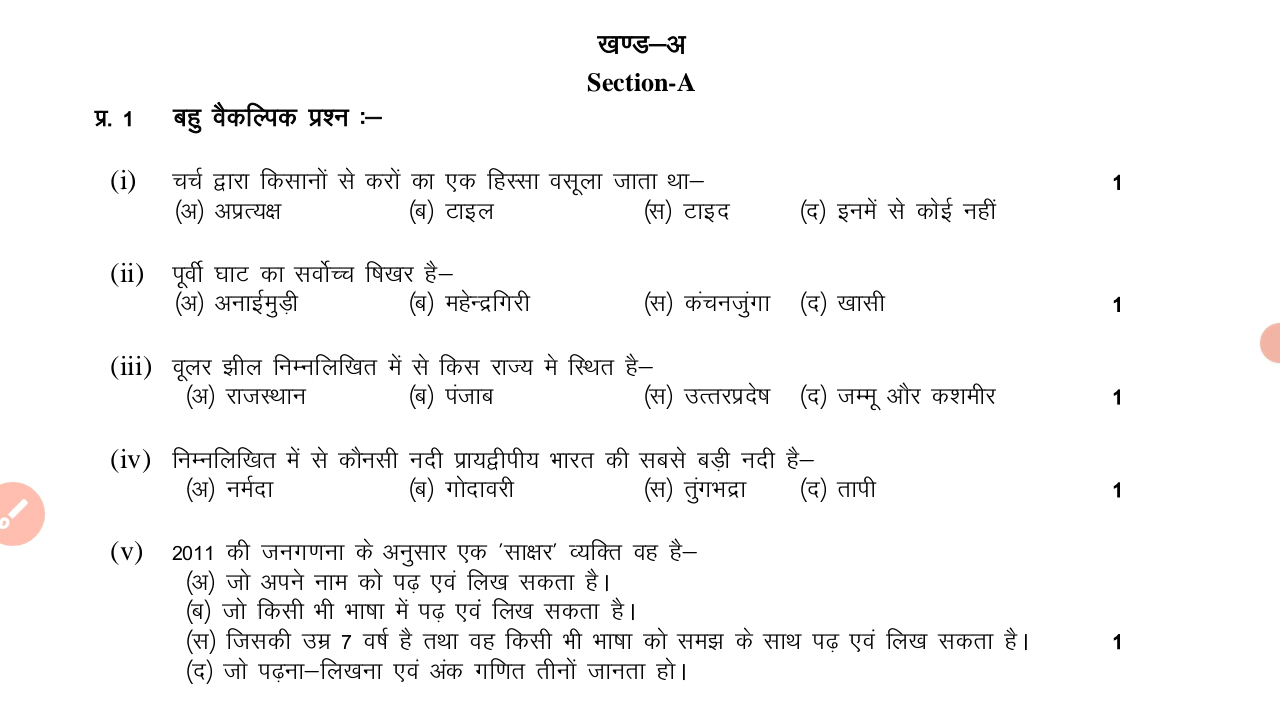 खण्ड–अ
Section-A
प्र. 1 बहु वैकल्पिक प्रश्न :–
(i) चर्च द्वारा किसानों से करों का एक हिस्सा वसूला जाता था– 1
(अ) अप्रत्यक्ष (ब) टाइल (स) टाइद (द) इनमें से कोई नहीं
(ii) पूर्वी घाट का सर्वोच्च षिखर है–
(अ) अनाईमुड़ी (ब) महेन्द्रगिरी (स) कंचनजुंगा (द) खासी 1
(iii) वूलर झील निम्नलिखित में से किस राज्य मे स्थित है–
(अ) राजस्थान (ब) पंजाब (स) उत्तरप्रदेष (द) जम्मू और कशमीर 1
(iv) निम्नलिखित में से कौनसी नदी प्रायद्वीपीय भारत की सबसे बड़ी नदी है–
(अ) नर्मदा (ब) गोदावरी (स) तुंगभद्रा (द) तापी 1
(v) 2011 की जनगणना के अनुसार एक 'साक्षर' व्यक्ति वह है–
(अ) जो अपने नाम को पढ़ एवं लिख सकता है।
(ब) जो किसी भी भाषा में पढ़ एवं लिख सकता है।
(स) जिसकी उम्र 7 वर्ष है तथा वह किसी भी भाषा को समझ के साथ पढ़ एवं लिख सकता है। 1
(द) जो पढ़ना–लिखना एवं अंक गणित तीनों जानता हो।